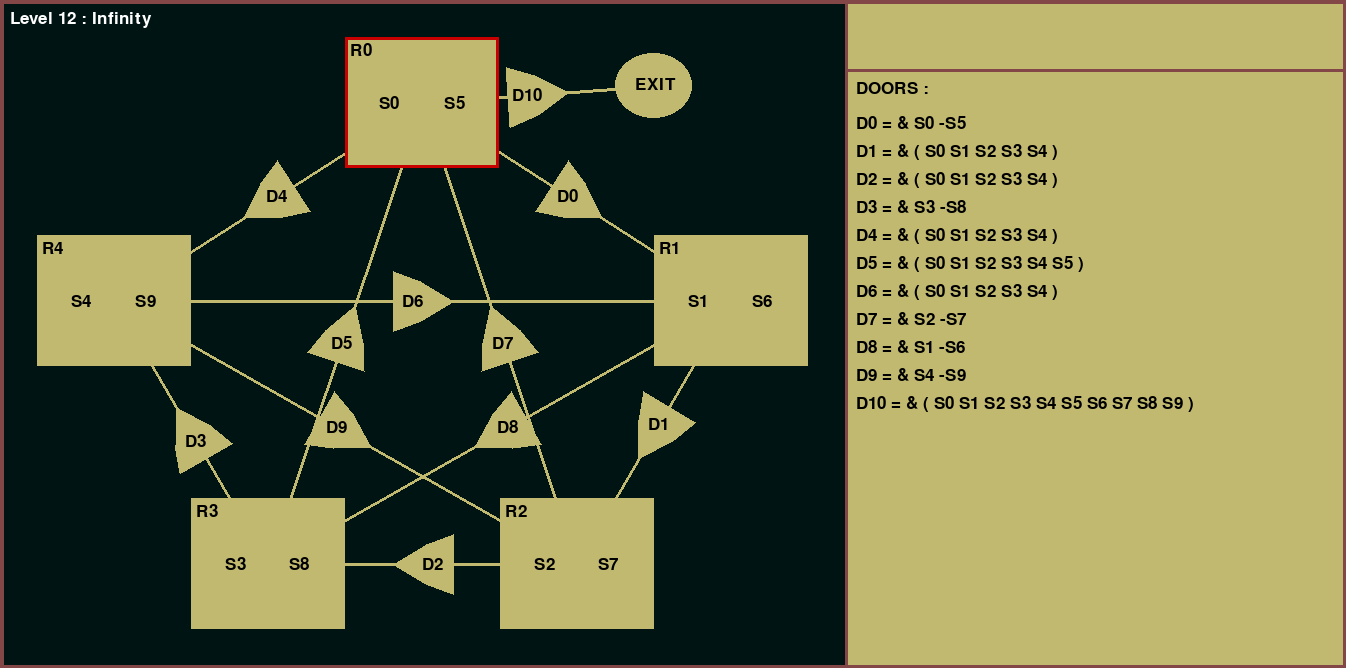 Level 12 : Infinity
R0
S0 S5
D10
EXIT
D4
D0
R4
S4 S9
D6
R1
S1 S6
D5
D7
D3
D9
D8
D1
R3
S3 S8
D2
R2
S2 S7
DOORS :
D0 = & S0 -S5
D1 = & ( S0 S1 S2 S3 S4 )
D2 = & ( S0 S1 S2 S3 S4 )
D3 = & S3 -S8
D4 = & ( S0 S1 S2 S3 S4 )
D5 = & ( S0 S1 S2 S3 S4 S5 )
D6 = & ( S0 S1 S2 S3 S4 )
D7 = & S2 -S7
D8 = & S1 -S6
D9 = & S4 -S9
D10 = & ( S0 S1 S2 S3 S4 S5 S6 S7 S8 S9 )